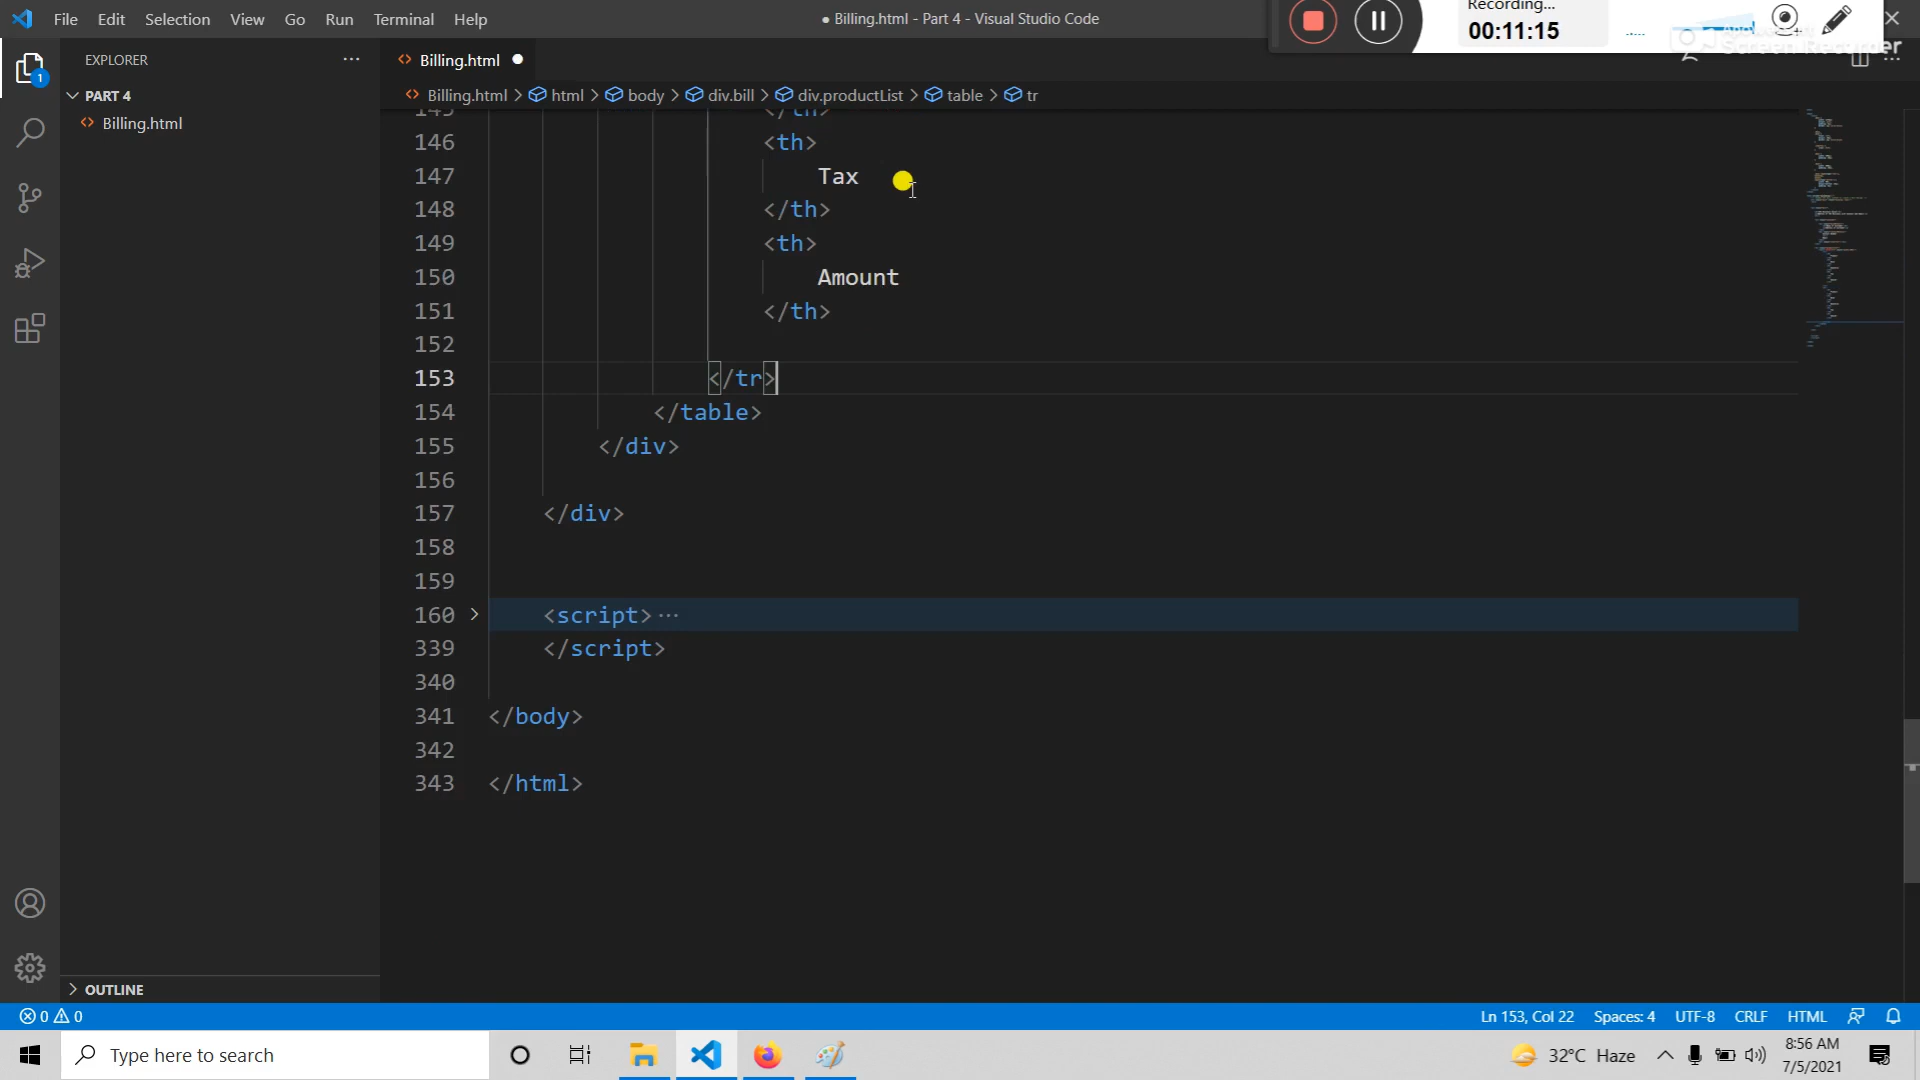 File Edit Selection View Go Run Terminal Help
● Billing.html - Part 4 - Visual Studio Code
Recording...
00:11:15
Screen Recorder
EXPLORER
PART 4
Billing.html
OUTLINE
Billing.html
Billing.html > html > body > div.bill > div.productList > table > tr
145 </th>
146 <th>
147 Tax
148 </th>
149 <th>
150 Amount
151 </th>
152
153 </tr>
154 </table>
155 </div>
156
157 </div>
158
159
160 <script>···
339 </script>
340
341 </body>
342
343 </html>
1
0 0
Ln 153, Col 22 Spaces: 4 UTF-8 CRLF HTML
Type here to search
32°C Haze
8:56 AM
7/5/2021